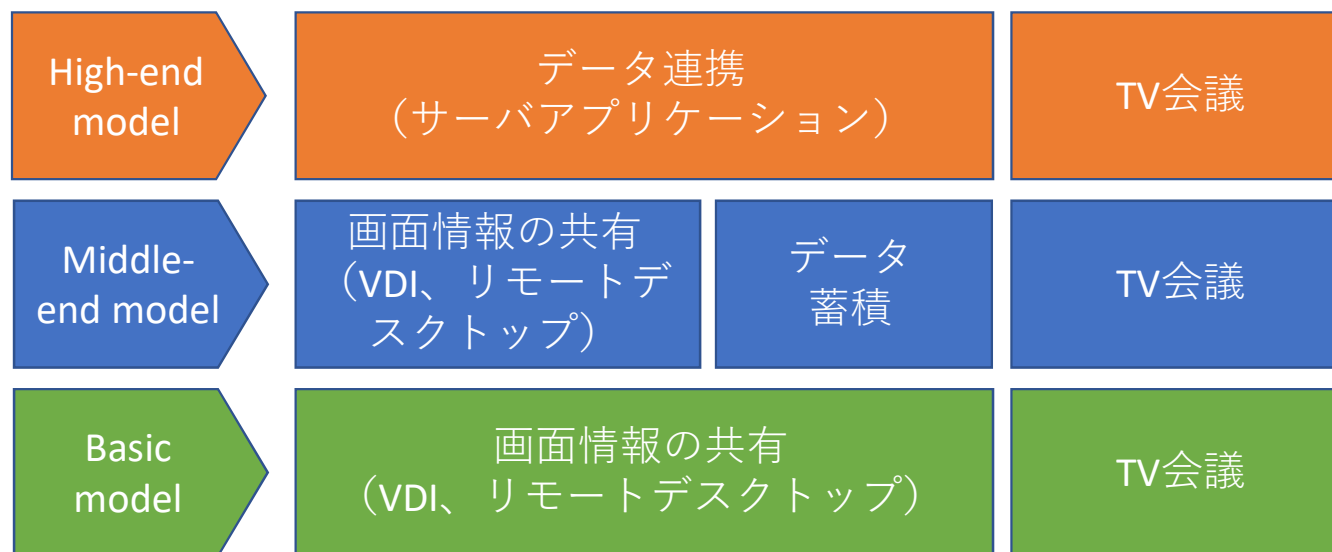 High-end
model
データ連携
（サーバアプリケーション）
TV会議
Middle-
end model
画面情報の共有
（VDI、リモートデ
スクトップ）
データ
蓄積
TV会議
Basic
model
画面情報の共有
（VDI、リモートデスクトップ）
TV会議